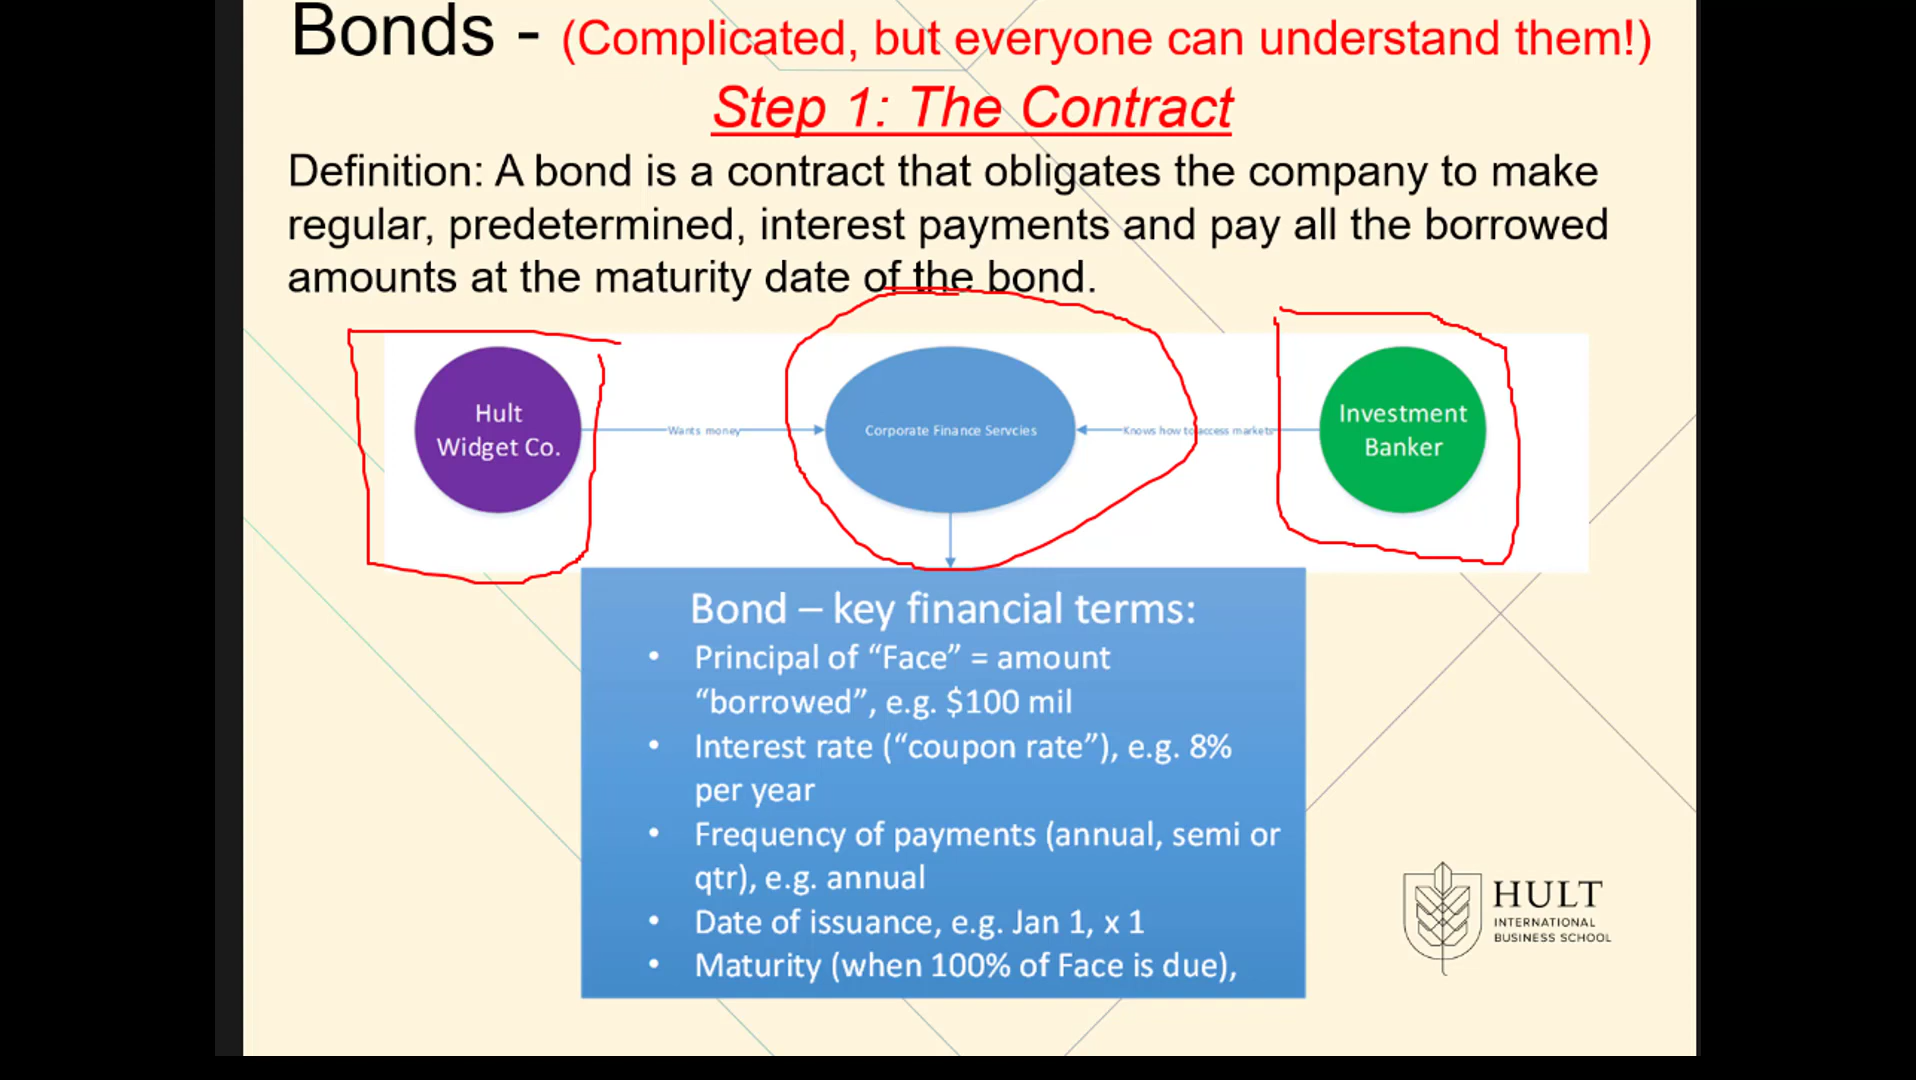 Bonds - (Complicated, but everyone can understand them!)
Step 1: The Contract
Definition: A bond is a contract that obligates the company to make
regular, predetermined, interest payments and pay all the borrowed
amounts at the maturity date of the bond.
Hult
Widget Co.
Wants money
Corporate Finance Servcies
Knows how to access markets
Investment
Banker
Bond – key financial terms:
• Principal of “Face” = amount
“borrowed”, e.g. $100 mil
• Interest rate (“coupon rate”), e.g. 8%
per year
• Frequency of payments (annual, semi or
qtr), e.g. annual
• Date of issuance, e.g. Jan 1, x 1
• Maturity (when 100% of Face is due),
HULT
INTERNATIONAL
BUSINESS SCHOOL